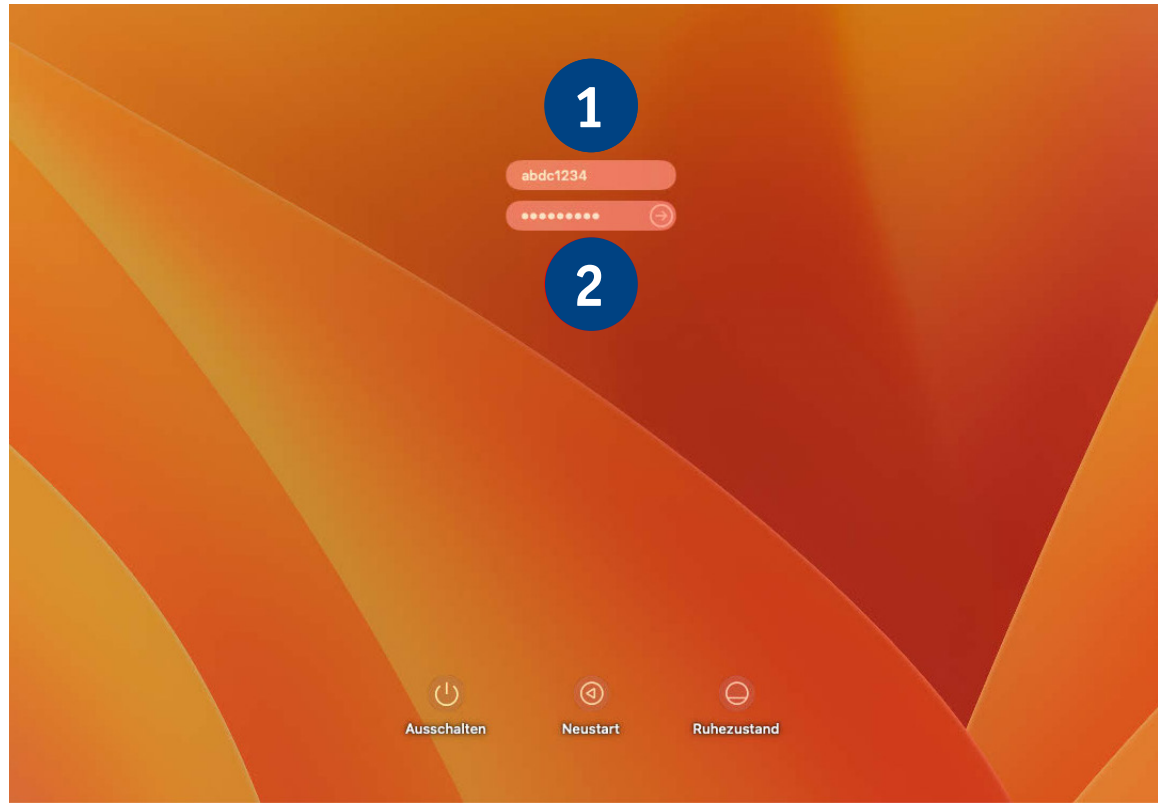 1
abdc1234
•••••••••
2
Ausschalten
Neustart
Ruhezustand